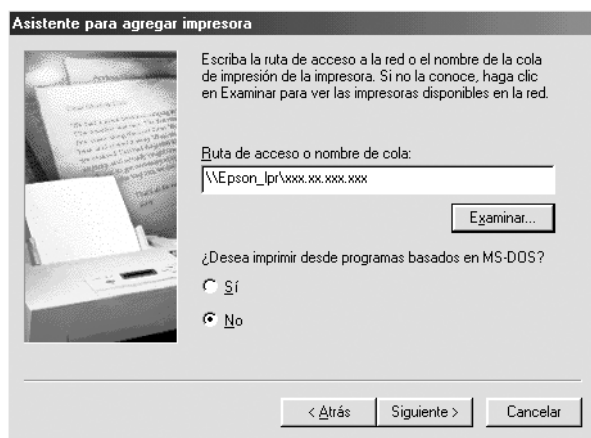 Asistente para agregar impresora
Escriba la ruta de acceso a la red o el nombre de la cola
de impresión de la impresora. Si no la conoce, haga clic
en Examinar para ver las impresoras disponibles en la red.
Ruta de acceso o nombre de cola:
\\Epson_lpr\xxx.xx.xxx.xxx
Examinar...
¿Desea imprimir desde programas basados en MS-DOS?
Sí
No
< Atrás
Siguiente >
Cancelar